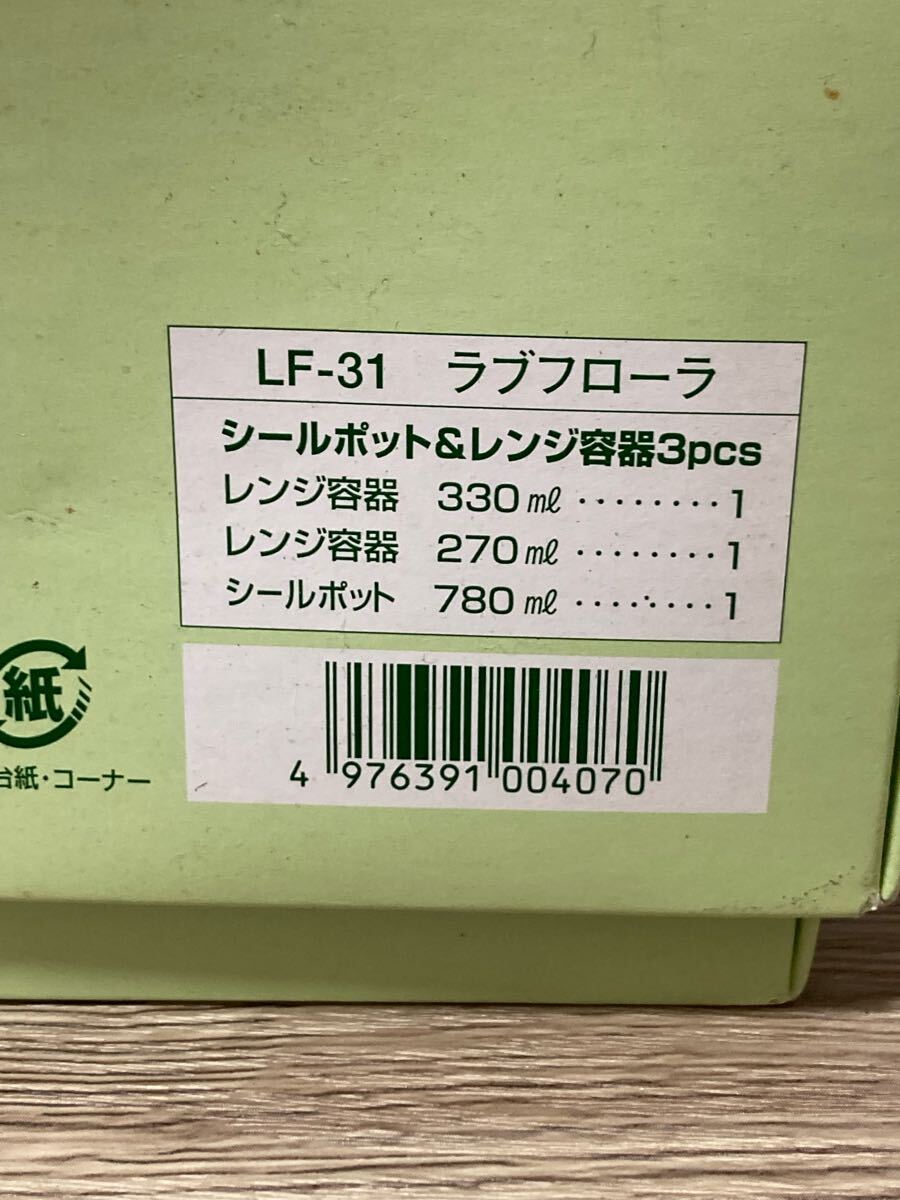 LF-31 ラブフローラ
シールポット&レンジ容器3pcs
レンジ容器 330㎖ ········1
レンジ容器 270㎖ ········1
シールポット 780㎖ ········1
紙
台紙・コーナー
4 976391 004070